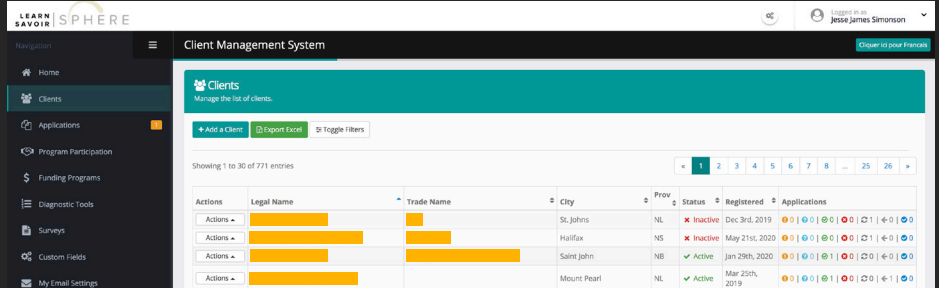 LEARN
SAVOIR
SPHERE
Logged in as
Jesse James Simonson
Navigation
Client Management System
Cliquer ici pour Francais
Home
Clients
Applications 1
Program Participation
Funding Programs
Diagnostic Tools
Surveys
Custom Fields
My Email Settings
Clients
Manage the list of clients.
+ Add a Client
Export Excel
Toggle Filters
Showing 1 to 30 of 771 entries
« 1 2 3 4 5 6 7 8 ... 25 26 »
Actions Legal Name Trade Name City Prov Status Registered Applications
Actions St. Johns NL Inactive Dec 3rd, 2019 0 | 0 | 0 | 0 | 1 | 0 | 0
Actions Halifax NS Inactive May 21st, 2020 0 | 0 | 0 | 0 | 1 | 0 | 0
Actions Saint John NB Active Jan 29th, 2020 0 | 0 | 1 | 0 | 0 | 0 | 0
Actions Mount Pearl NL Active Mar 25th, 2019 0 | 0 | 1 | 0 | 0 | 1 | 0